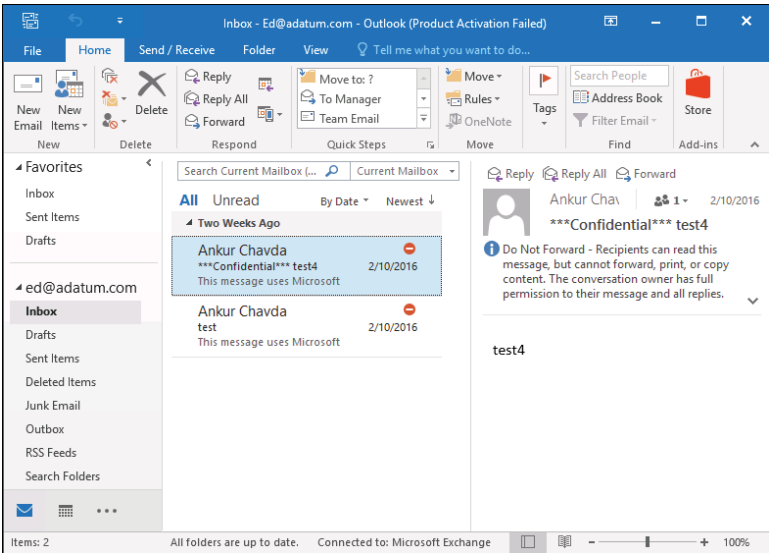 Inbox - Ed@adatum.com - Outlook (Product Activation Failed)
File Home Send / Receive Folder View Tell me what you want to do...
New Email
New Items
Delete
Reply
Reply All
Forward
Move to: ?
To Manager
Team Email
Move
Rules
OneNote
Tags
Search People
Address Book
Filter Email
Store
New Delete Respond Quick Steps Move Find Add-ins
Favorites
Inbox
Sent Items
Drafts
ed@adatum.com
Inbox
Drafts
Sent Items
Deleted Items
Junk Email
Outbox
RSS Feeds
Search Folders
Search Current Mailbox (... Current Mailbox
All Unread By Date Newest ↓
Two Weeks Ago
Ankur Chavda
***Confidential*** test4 2/10/2016
This message uses Microsoft
Ankur Chavda
test 2/10/2016
This message uses Microsoft
Reply Reply All Forward
Ankur Chav 1 2/10/2016
***Confidential*** test4
Do Not Forward - Recipients can read this
message, but cannot forward, print, or copy
content. The conversation owner has full
permission to their message and all replies.
test4
Items: 2 All folders are up to date. Connected to: Microsoft Exchange 100%